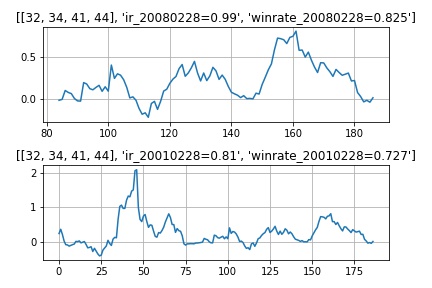 [[32, 34, 41, 44], 'ir_20080228=0.99', 'winrate_20080228=0.825']
0.5
0.0
80 100 120 140 160 180
[[32, 34, 41, 44], 'ir_20010228=0.81', 'winrate_20010228=0.727']
2
1
0
0 25 50 75 100 125 150 175